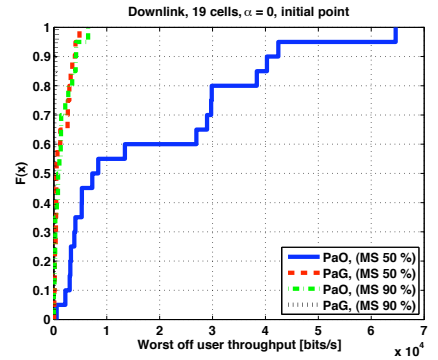 Downlink, 19 cells, α = 0, initial point
F(x)
1
0.9
0.8
0.7
0.6
0.5
0.4
0.3
0.2
0.1
0
PaO, (MS 50 %)
PaG, (MS 50 %)
PaO, (MS 90 %)
PaG, (MS 90 %)
0 1 2 3 4 5 6 7
Worst off user throughput [bits/s]
x 10⁴